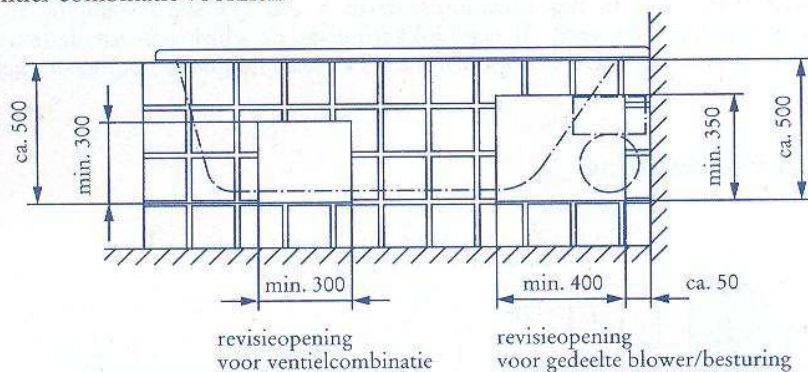 ca. 500
min. 300
min. 350
ca. 500
min. 300
min. 400
ca. 50
revisieopening
voor ventielcombinatie
revisieopening
voor gedeelte blower/besturing